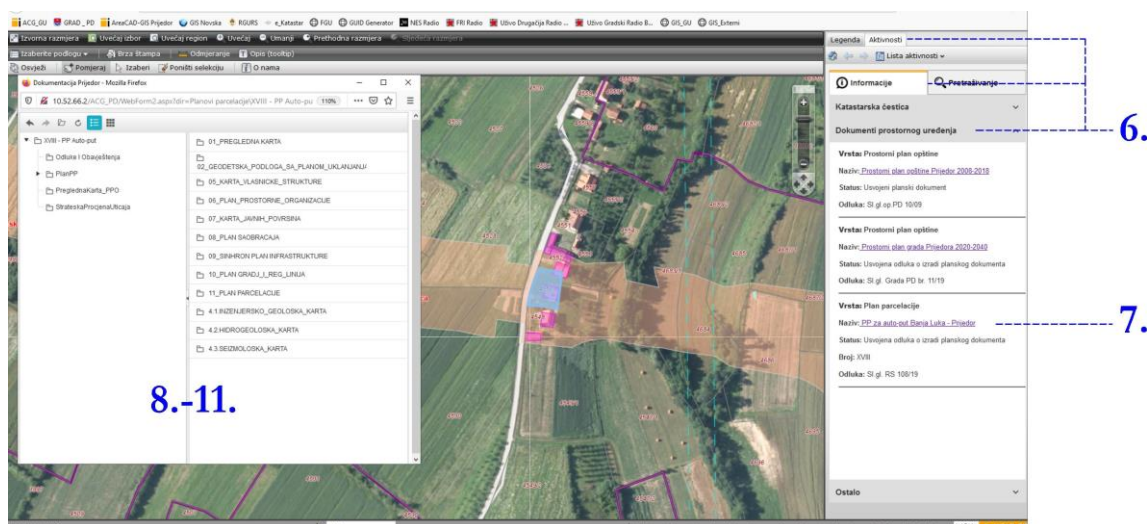 ACG_GU GRAD _ PD AreaCAD-GIS Prijedor GIS Novska RGURS e_Katastar FGU GUID Generator NES Radio FRI Radio Uživo Drugačija Radio ... Uživo Gradski Radio B... GIS_GU GIS_Externi
Izvorna razmjera Uvećaj izbor Uvećaj region Uvećaj Umanji Prethodna razmjera Sljedeća razmjera
Izaberite podlogu Brza štampa Odmjeranje Opis (tooltip)
Osvježi Pomjeraj Izaberi Poništi selekciju O nama
Dokumentacija Prijedor - Mozilla Firefox
10.52.66.2/ACG_PD/WebForm2.aspx?dir=Planovi parcelacije\XVIII - PP Auto-pu 110%
XVIII - PP Auto-put
Odluke I Obavještenja
PlanPP
PreglednaKarta_PPO
StrateskaProcjenaUticaja
01_PREGLEDNA KARTA
02_GEODETSKA_PODLOGA_SA_PLANOM_UKLANJANJA
05_KARTA_VLASNICKE_STRUKTURE
06_PLAN_PROSTORNE_ORGANIZACIJE
07_KARTA_JAVNIH_POVRSINA
08_PLAN SAOBRACAJA
09_SINHRON PLAN INFRASTRUKTURE
10_PLAN GRADJ_I_REG_LINIJA
11_PLAN PARCELACIJE
4.1.INZENJERSKO_GEOLOSKA_KARTA
4.2.HIDROGEOLOSKA_KARTA
4.3.SEIZMOLOSKA_KARTA
8.-11.
Legenda Aktivnosti
Lista aktivnosti
Informacije Pretraživanje
Katastarska čestica
Dokumenti prostornog uređenja
6.
Vrsta: Prostorni plan opštine
Naziv: Prostorni plan opštine Prijedor 2008-2018
Status: Usvojeni planski dokument
Odluka: Sl.gl.op.PD 10/09
Vrsta: Prostorni plan opštine
Naziv: Prostorni plan grada Prijedora 2020-2040
Status: Usvojena odluka o izradi planskog dokumenta
Odluka: Sl.gl. Grada PD br. 11/19
Vrsta: Plan parcelacije
Naziv: PP za auto-put Banja Luka - Prijedor
7.
Status: Usvojena odluka o izradi planskog dokumenta
Broj: XVIII
Odluka: Sl.gl. RS 108/19
Ostalo